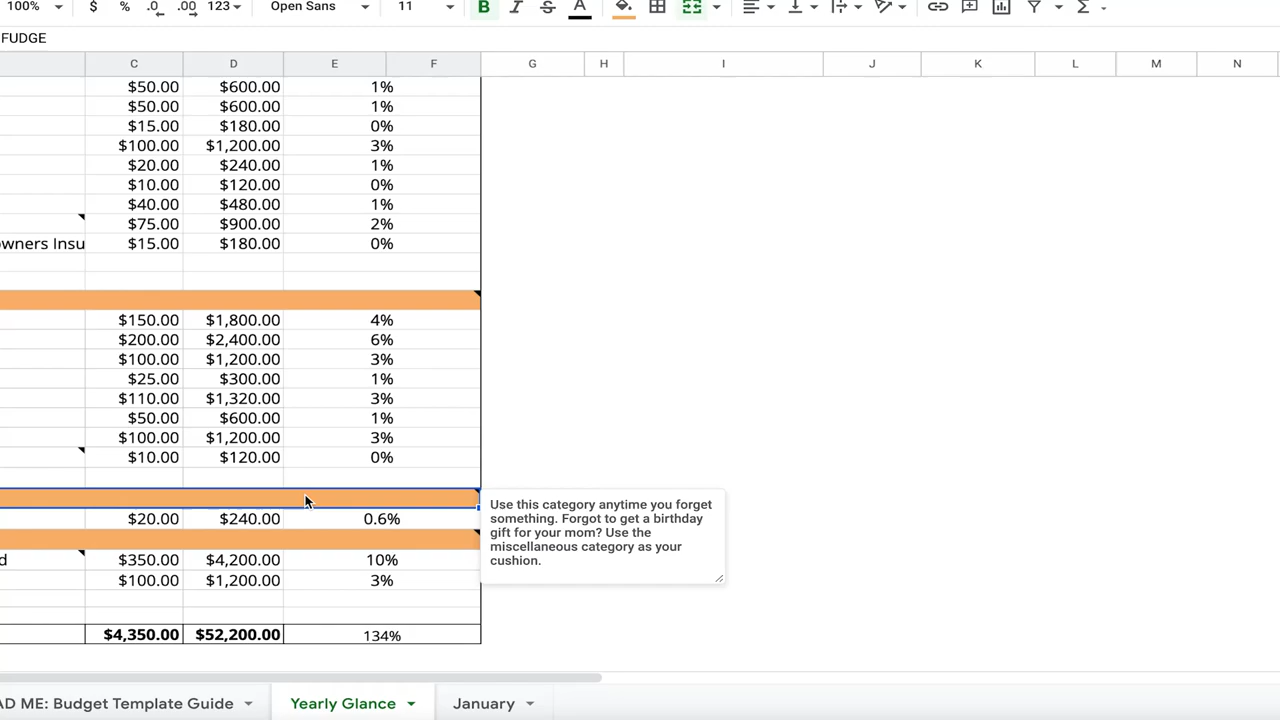 100% $ % .0 .00 123 Open Sans 11 B I S A Σ
FUDGE
C D E F G H I J K L M N
$50.00 $600.00 1%
$50.00 $600.00 1%
$15.00 $180.00 0%
$100.00 $1,200.00 3%
$20.00 $240.00 1%
$10.00 $120.00 0%
$40.00 $480.00 1%
$75.00 $900.00 2%
owners Insu $15.00 $180.00 0%
$150.00 $1,800.00 4%
$200.00 $2,400.00 6%
$100.00 $1,200.00 3%
$25.00 $300.00 1%
$110.00 $1,320.00 3%
$50.00 $600.00 1%
$100.00 $1,200.00 3%
$10.00 $120.00 0%
Use this category anytime you forget
something. Forgot to get a birthday
gift for your mom? Use the
miscellaneous category as your
cushion.
$20.00 $240.00 0.6%
d $350.00 $4,200.00 10%
$100.00 $1,200.00 3%
$4,350.00 $52,200.00 134%
AD ME: Budget Template Guide Yearly Glance January